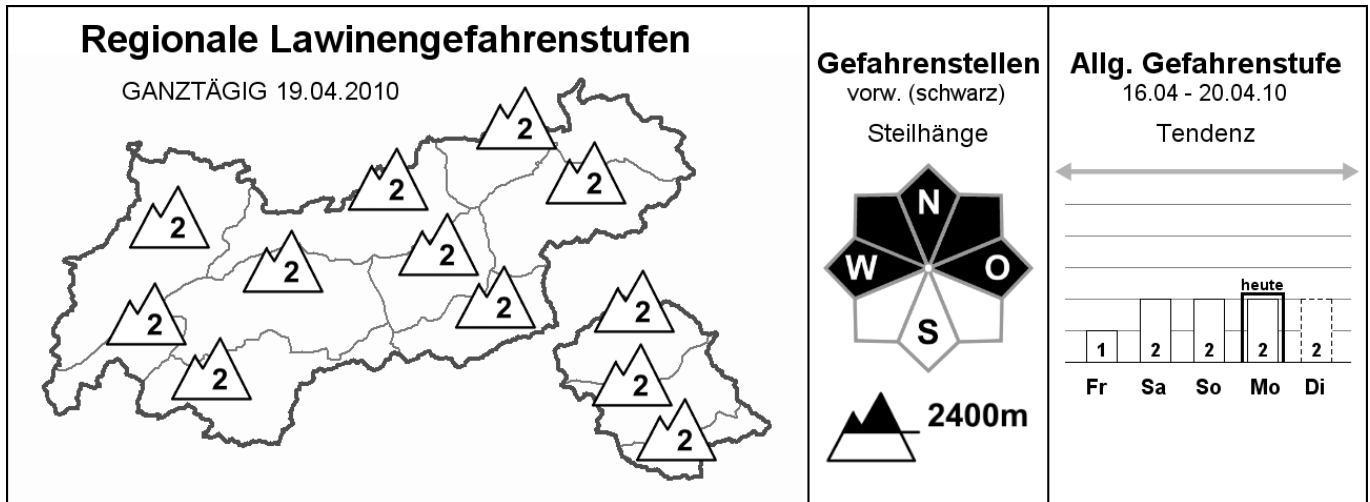 Regionale Lawinengefahrenstufen
GANZTÄGIG 19.04.2010
2
2
2
2
2
2
2
2
2
2
2
2
Gefahrenstellen
vorw. (schwarz)
Steilhänge
N
W
O
S
2400m
Allg. Gefahrenstufe
16.04 - 20.04.10
Tendenz
heute
1 2 2 2 2
Fr Sa So Mo Di